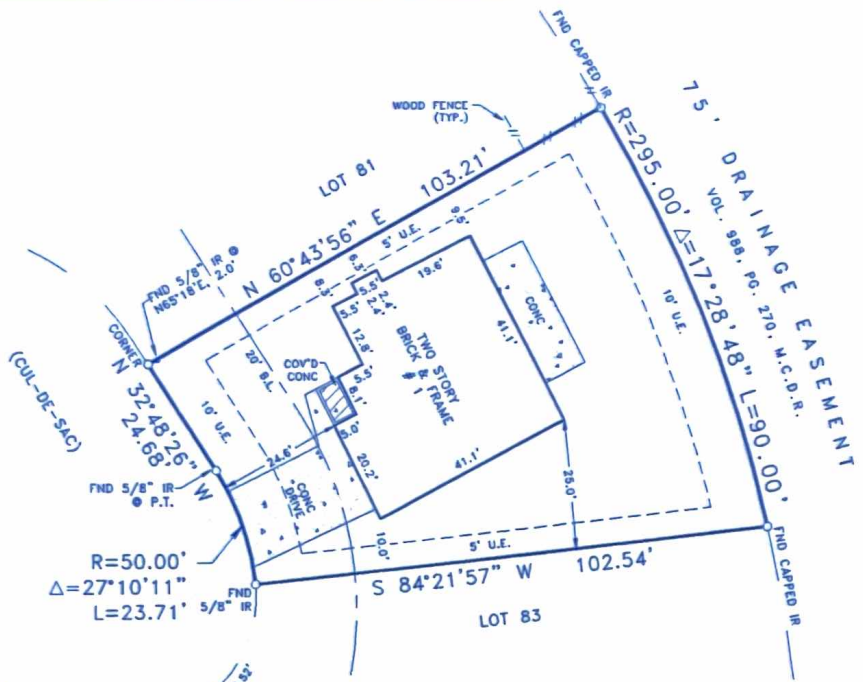 FND CAPPED IR
75' DRAINAGE EASEMENT
VOL. 988, PG. 270, M.C.D.R.
WOOD FENCE
(TYP.)
R=295.00' Δ=17°28'48" L=90.00'
LOT 81
N 60°43'56" E 103.21'
5' U.E.
9.5'
6.3'
8.3'
5.5'
2.4'
5.5'
2.4'
19.6'
CONC
10' U.E.
FND 5/8" IR @
N65°18'E, 2.0'
CORNER
(CUL-DE-SAC)
N 32°48'26" W
24.68'
20' B.L.
10' U.E.
12.8'
COV'D
CONC
5.5'
8.1'
TWO STORY
BRICK & FRAME
# 1
41.1'
24.6'
20.2'
41.1'
25.0'
CONC
DRIVE
FND 5/8" IR
@ P.T.
10.0'
5' U.E.
R=50.00'
Δ=27°10'11"
L=23.71'
FND
5/8" IR
S 84°21'57" W 102.54'
FND CAPPED IR
LOT 83
52'